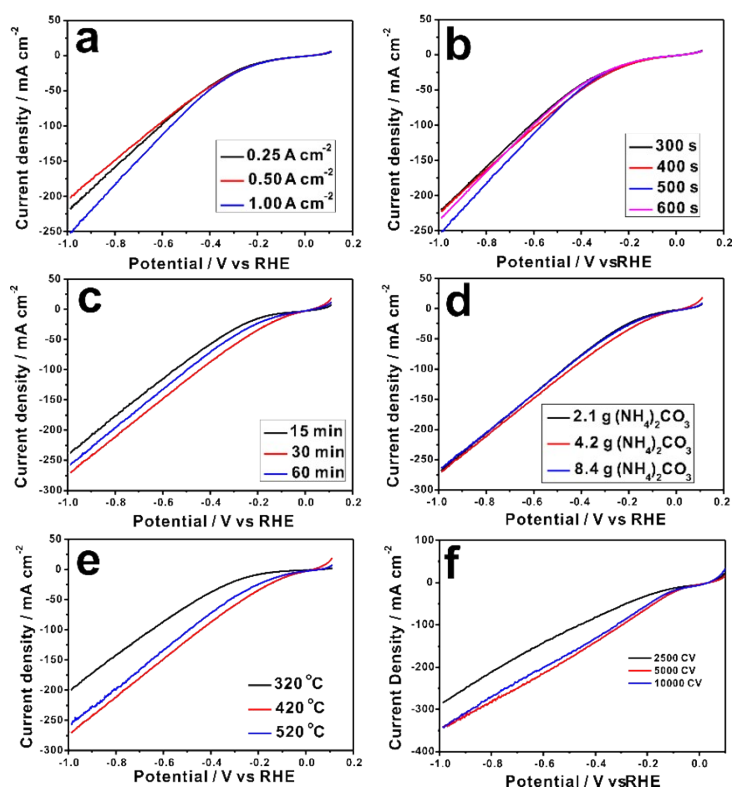 a
50
0
-50
-100
-150
-200
-250
Current density / mA cm⁻²
0.25 A cm⁻²
0.50 A cm⁻²
1.00 A cm⁻²
-1.0 -0.8 -0.6 -0.4 -0.2 0.0 0.2
Potential / V vs RHE
b
50
0
-50
-100
-150
-200
-250
Current density / mA cm⁻²
300 s
400 s
500 s
600 s
-1.0 -0.8 -0.6 -0.4 -0.2 0.0 0.2
Potential / V vsRHE
c
50
0
-50
-100
-150
-200
-250
-300
Current density / mA cm⁻²
15 min
30 min
60 min
-1.0 -0.8 -0.6 -0.4 -0.2 0.0 0.2
Potential / V vs RHE
d
50
0
-50
-100
-150
-200
-250
-300
Current density / mA cm⁻²
2.1 g (NH₄)₂CO₃
4.2 g (NH₄)₂CO₃
8.4 g (NH₄)₂CO₃
-1.0 -0.8 -0.6 -0.4 -0.2 0.0 0.2
Potential / V vs RHE
e
50
0
-50
-100
-150
-200
-250
-300
Current density / mA cm⁻²
320 °C
420 °C
520 °C
-1.0 -0.8 -0.6 -0.4 -0.2 0.0 0.2
Potential / V vs RHE
f
100
0
-100
-200
-300
-400
Current Density / mA cm⁻²
2500 CV
5000 CV
10000 CV
-1.0 -0.8 -0.6 -0.4 -0.2 0.0
Potential / V vsRHE